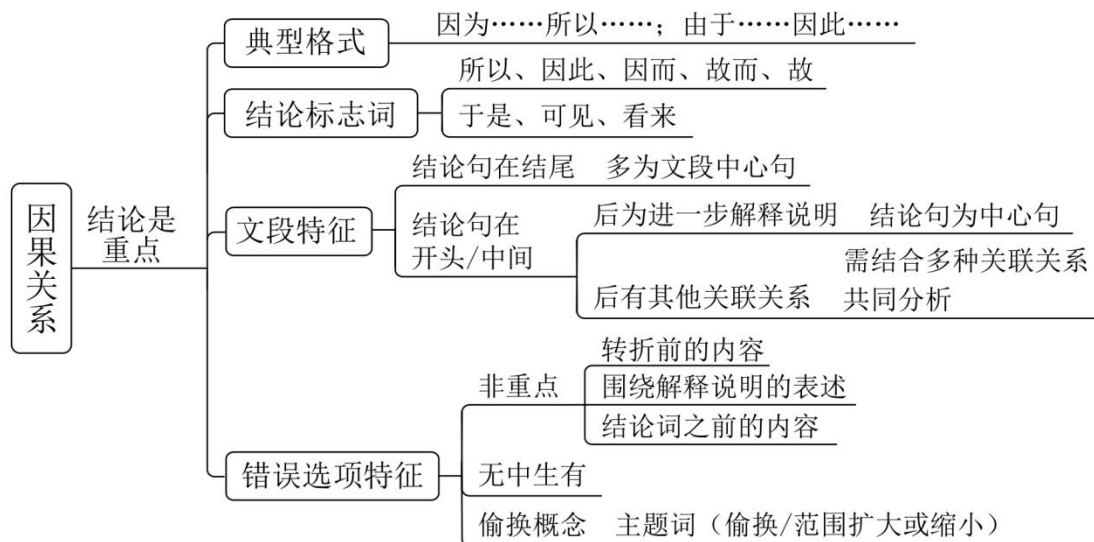 因果关系
结论是
重点
典型格式
因为……所以……；由于……因此……
结论标志词
所以、因此、因而、故而、故
于是、可见、看来
文段特征
结论句在结尾 多为文段中心句
结论句在
开头/中间
后为进一步解释说明 结论句为中心句
后有其他关联关系
需结合多种关联关系
共同分析
错误选项特征
非重点
转折前的内容
围绕解释说明的表述
结论词之前的内容
无中生有
偷换概念 主题词（偷换/范围扩大或缩小）